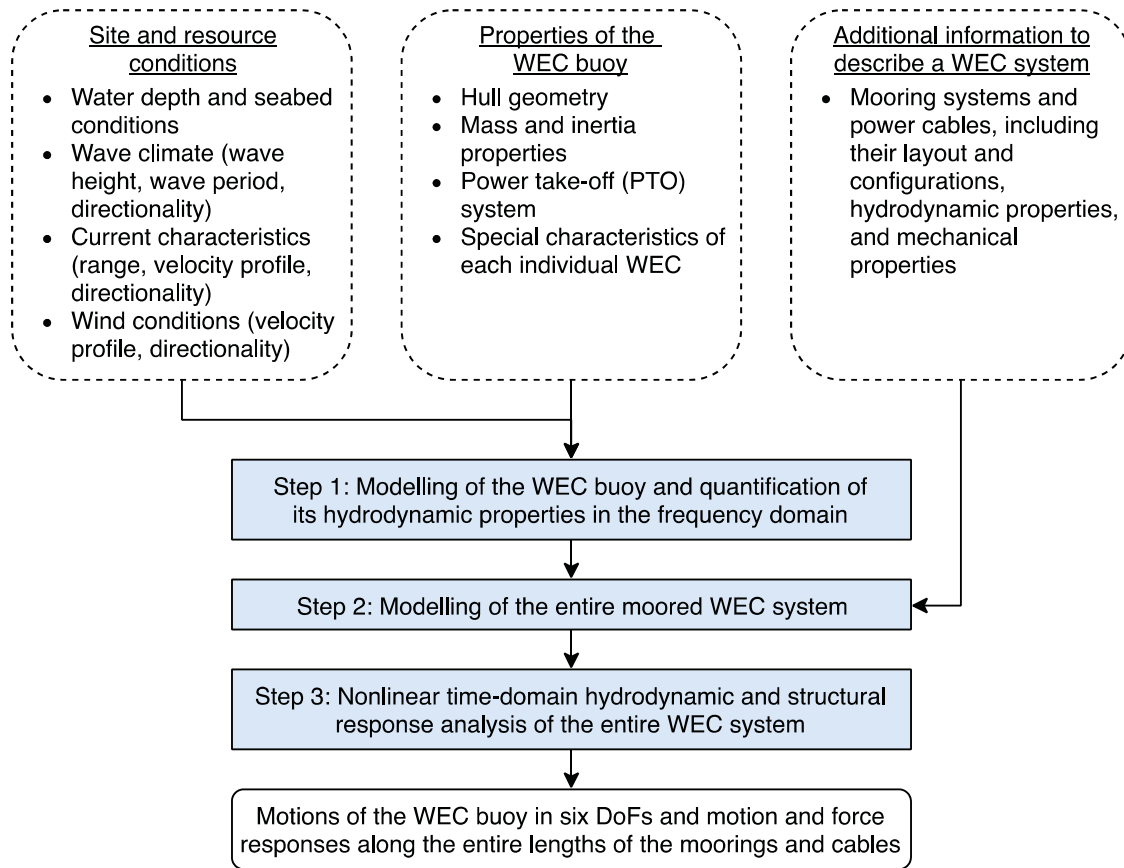 Site and resource
conditions
• Water depth and seabed
conditions
• Wave climate (wave
height, wave period,
directionality)
• Current characteristics
(range, velocity profile,
directionality)
• Wind conditions (velocity
profile, directionality)
Properties of the
WEC buoy
• Hull geometry
• Mass and inertia
properties
• Power take-off (PTO)
system
• Special characteristics of
each individual WEC
Additional information to
describe a WEC system
• Mooring systems and
power cables, including
their layout and
configurations,
hydrodynamic properties,
and mechanical
properties
Step 1: Modelling of the WEC buoy and quantification of
its hydrodynamic properties in the frequency domain
Step 2: Modelling of the entire moored WEC system
Step 3: Nonlinear time-domain hydrodynamic and structural
response analysis of the entire WEC system
Motions of the WEC buoy in six DoFs and motion and force
responses along the entire lengths of the moorings and cables